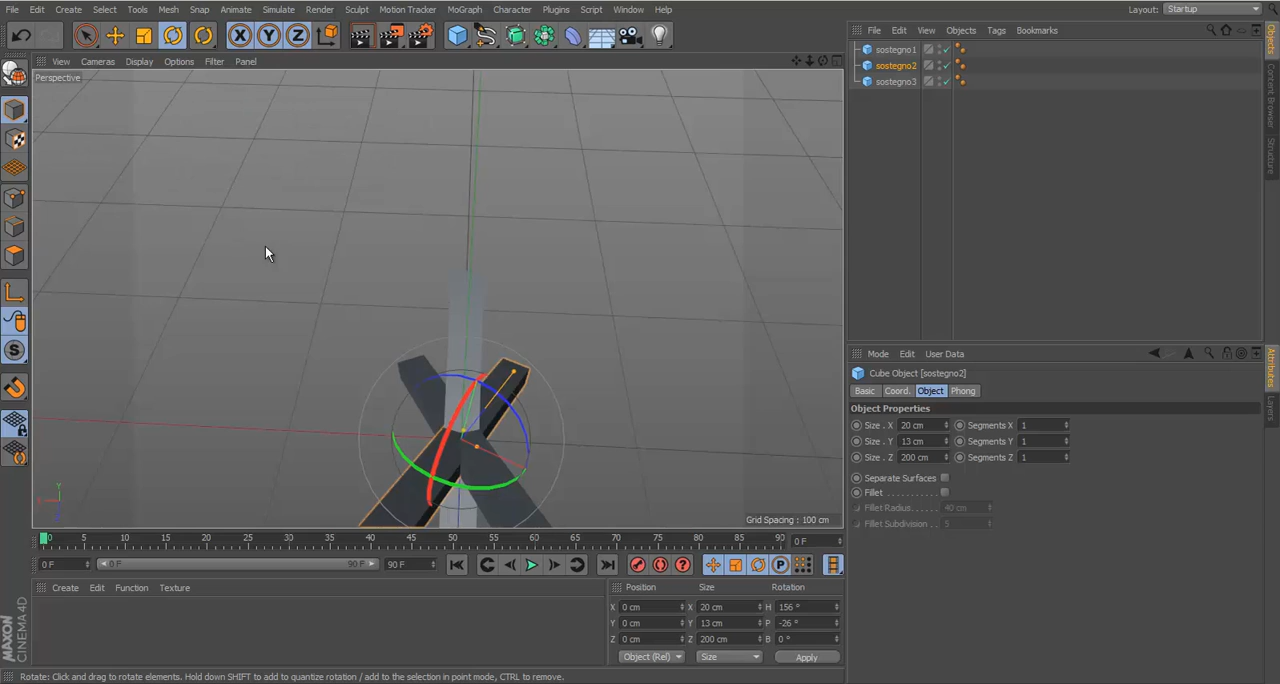 File Edit Create Select Tools Mesh Snap Animate Simulate Render Sculpt Motion Tracker MoGraph Character Plugins Script Window Help Layout: Startup
X Y Z
File Edit View Objects Tags Bookmarks
sostegno1
sostegno2
sostegno3
Objects
Content Browser
Structure
View Cameras Display Options Filter Panel
Perspective
Y
Grid Spacing : 100 cm
Mode Edit User Data
Cube Object [sostegno2]
Basic Coord. Object Phong
Object Properties
Size . X 20 cm Segments X 1
Size . Y 13 cm Segments Y 1
Size . Z 200 cm Segments Z 1
Separate Surfaces
Fillet
Fillet Radius 40 cm
Fillet Subdivision 5
Attributes
Layers
0 5 10 15 20 25 30 35 40 45 50 55 60 65 70 75 80 85 90 0 F
0 F 0 F 90 F 90 F
Create Edit Function Texture
Position Size Rotation
X 0 cm X 20 cm H 156 °
Y 0 cm Y 13 cm P -26 °
Z 0 cm Z 200 cm B 0 °
Object (Rel) Size Apply
MAXON CINEMA4D
Rotate: Click and drag to rotate elements. Hold down SHIFT to add to quantize rotation / add to the selection in point mode, CTRL to remove.